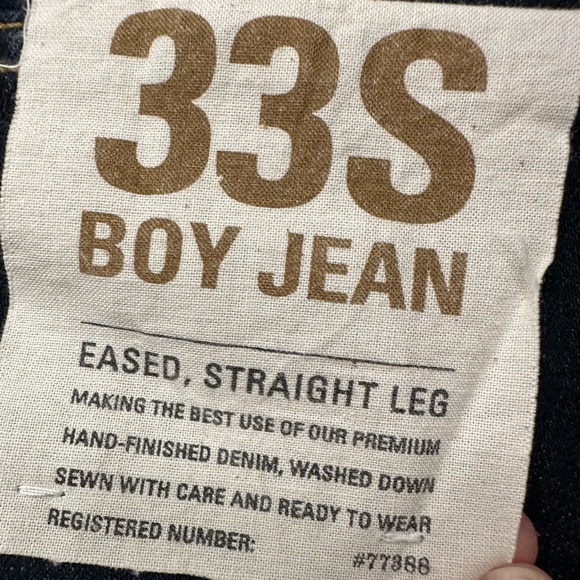 33S
BOY JEAN
EASED, STRAIGHT LEG
MAKING THE BEST USE OF OUR PREMIUM
HAND-FINISHED DENIM, WASHED DOWN
SEWN WITH CARE AND READY TO WEAR
REGISTERED NUMBER: #77386